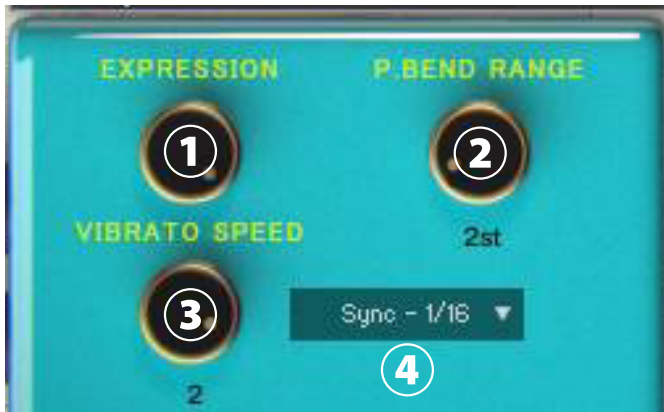 EXPRESSION P.BEND RANGE
1 2
VIBRATO SPEED 2st
3 Sync - 1/16 ▼
4
2